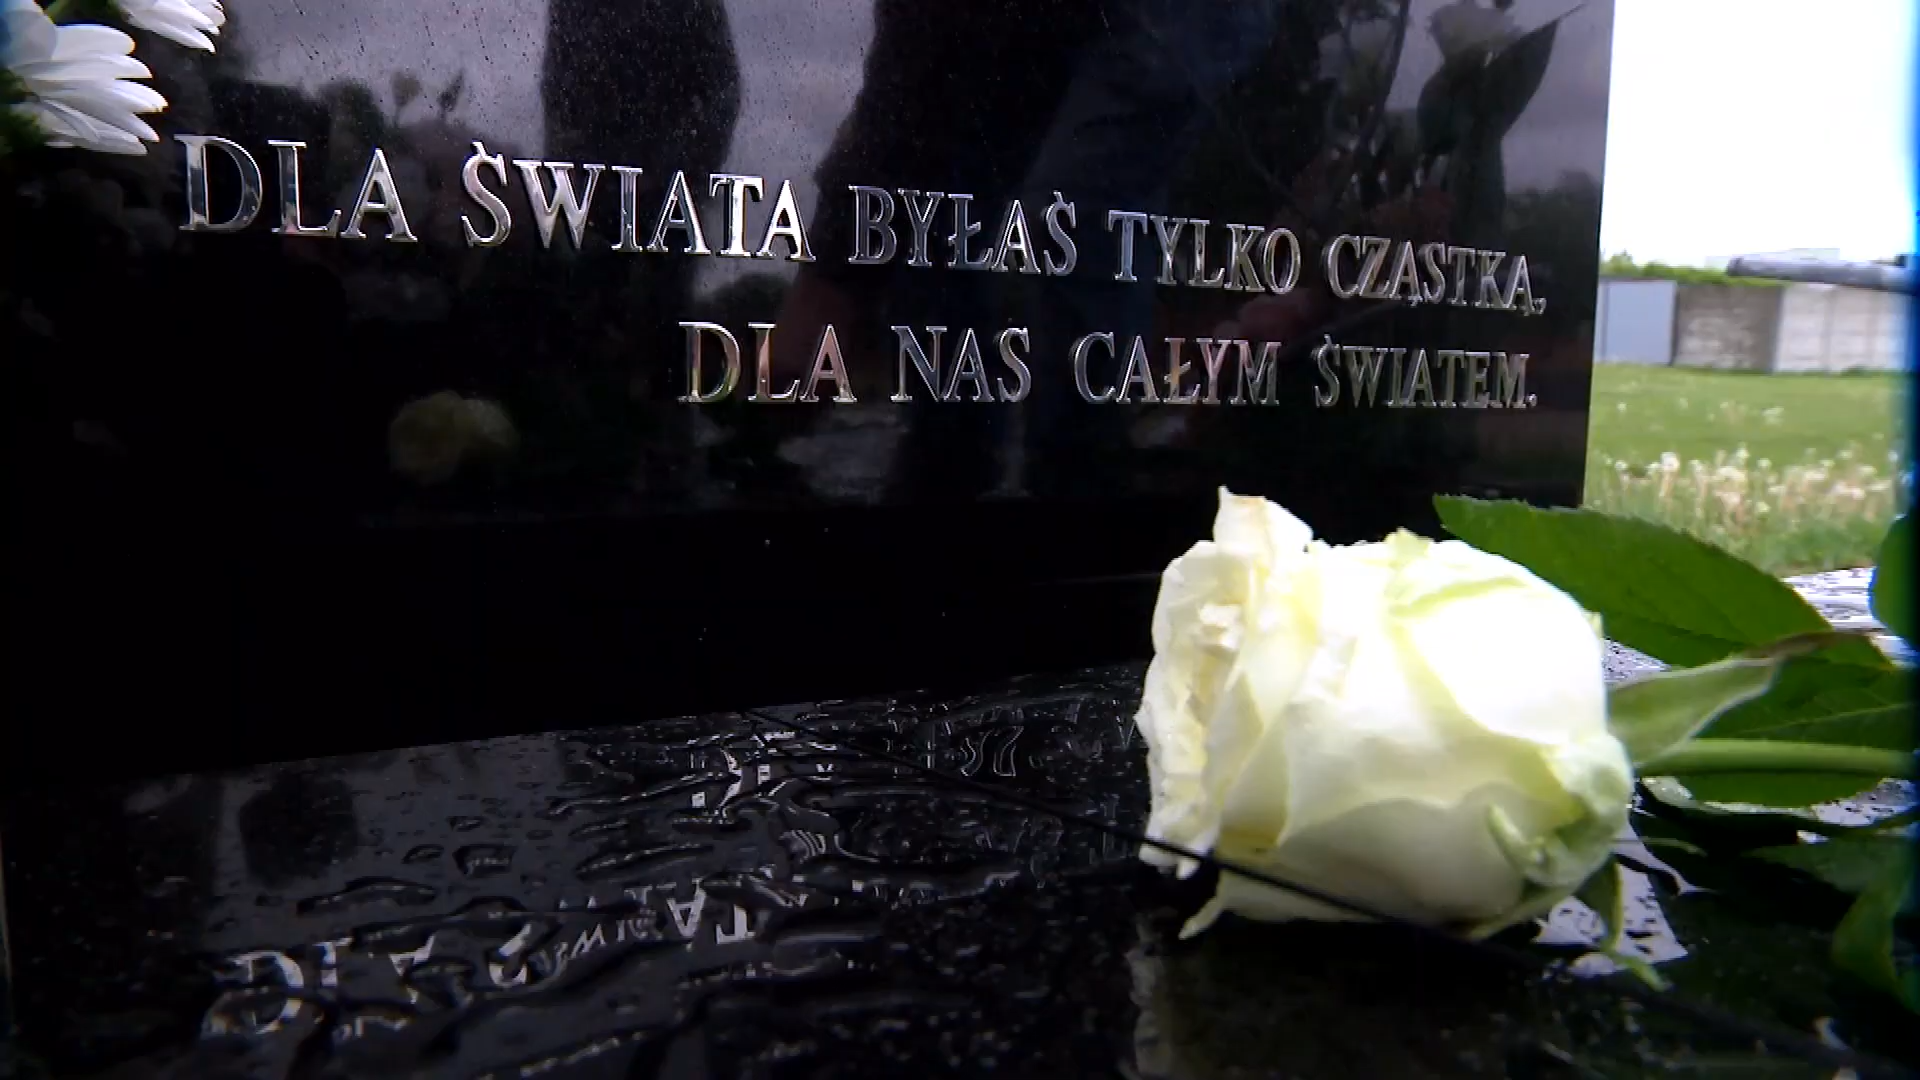 DLA ŚWIATA BYŁAŚ TYLKO CZĄSTKĄ,
DLA NAS CAŁYM ŚWIATEM.